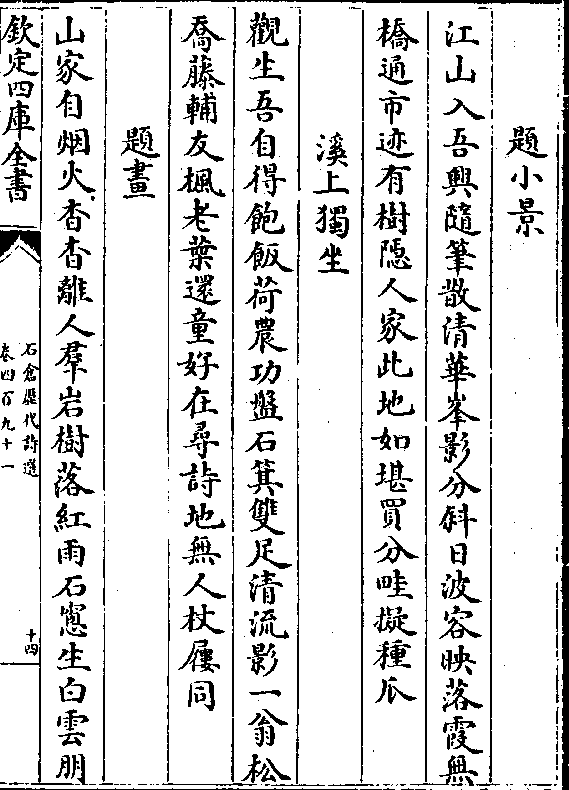 題小景
江山入吾興隨筆散清華峯影分斜日波容映落霞無
橋通市迹有樹隠人家此地如堪買分畦擬種瓜
溪上獨坐
觀生吾自得飽飯荷農功盤石箕雙足清流影一翁松
喬藤輔友楓老葉還童好在尋詩地無人杖屨同
題畫
山家自烟火杳杳離人羣岩樹落紅雨石窻生白雲朋
欽定四庫全書
石倉歷代詩選
卷四百九十一
十四